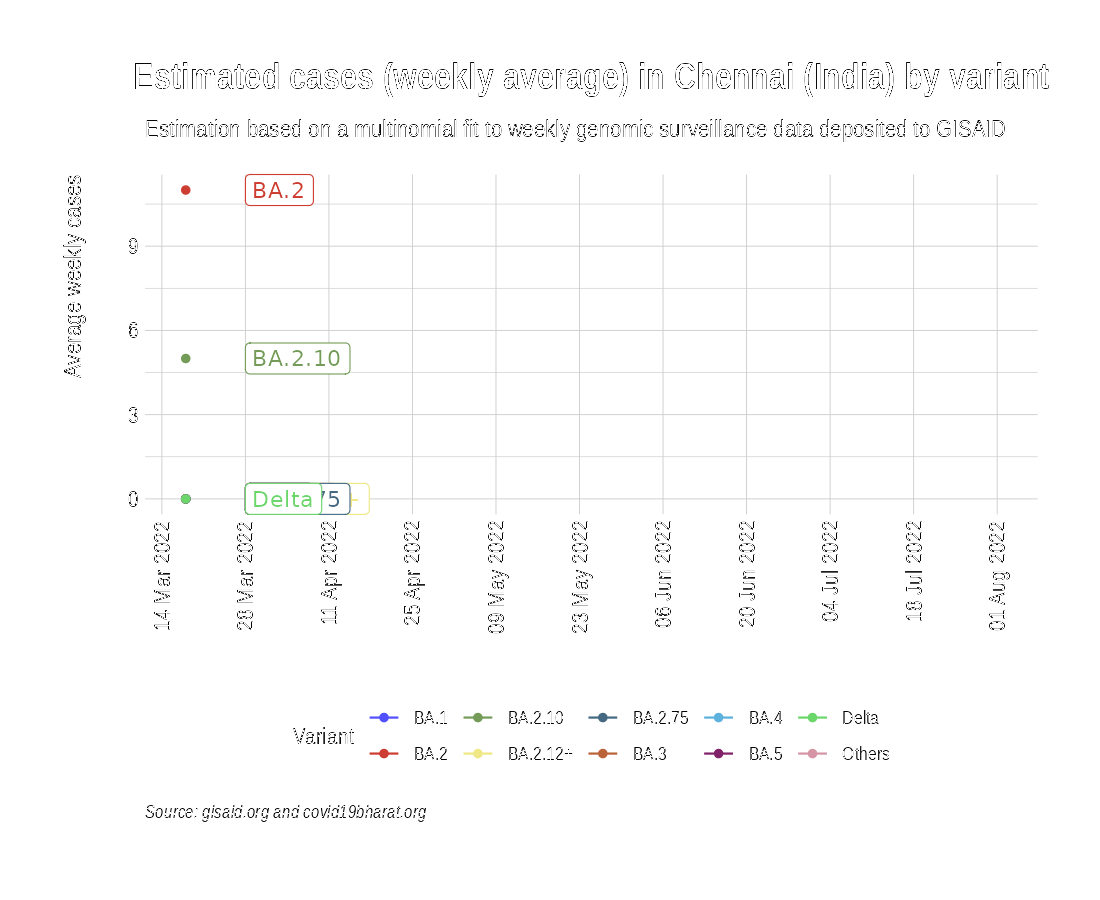 Estimated cases (weekly average) in Chennai (India) by variant
Estimation based on a multinomial fit to weekly genomic surveillance data deposited to GISAID
Average weekly cases
BA.2
9
6
BA.2.10
3
0
Delta 75
14 Mar 2022
28 Mar 2022
11 Apr 2022
25 Apr 2022
09 May 2022
23 May 2022
06 Jun 2022
20 Jun 2022
04 Jul 2022
18 Jul 2022
01 Aug 2022
Variant
BA.1 BA.2.10 BA.2.75 BA.4 Delta
BA.2 BA.2.12+ BA.3 BA.5 Others
Source: gisaid.org and covid19bharat.org